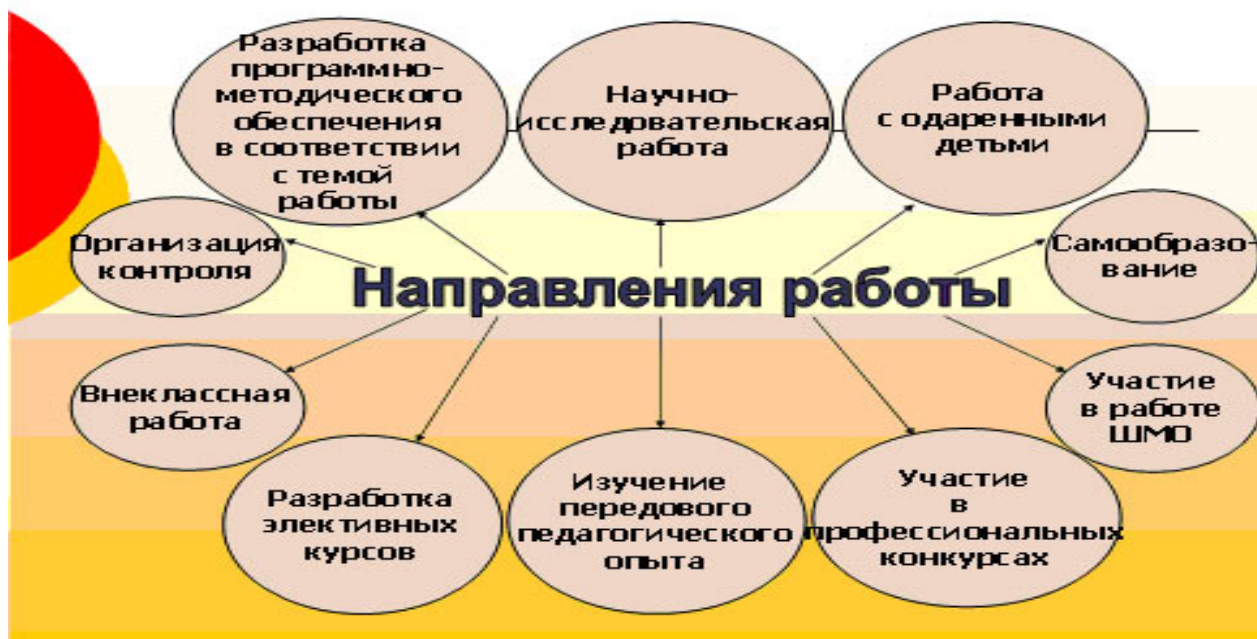 Разработка
программно-
методического
обеспечения
в соответствии
с темой
работы
Научно-
исследовательская
работа
Работа
с одаренными
детьми
Организация
контроля
Самообразо-
вание
Направления работы
Внеклассная
работа
Участие
в работе
ШМО
Разработка
элективных
курсов
Изучение
передового
педагогического
опыта
Участие
в
профессиональных
конкурсах